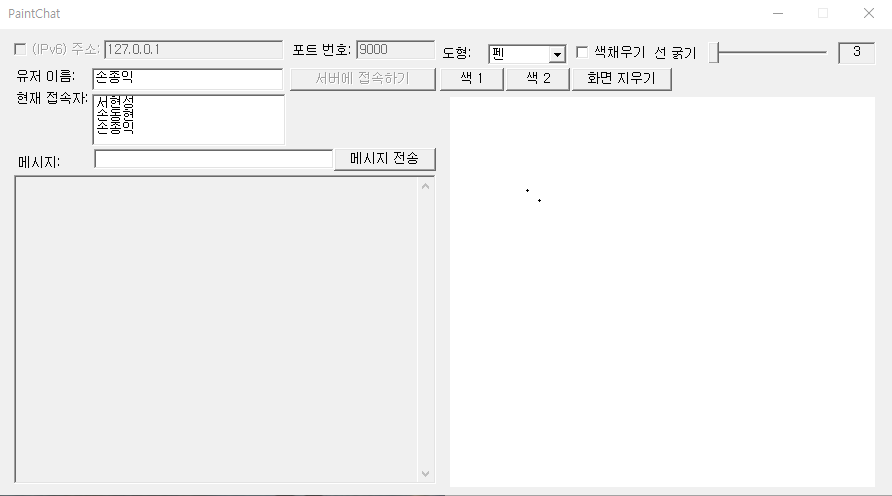 PaintChat
(IPv6) 주소: 127.0.0.1 포트 번호: 9000 도형: 펜 색채우기 선 굵기 3
유저 이름: 손종익 서버에 접속하기 색 1 색 2 화면 지우기
현재 접속자: 서현성
손동현
손종익
메시지: 메시지 전송